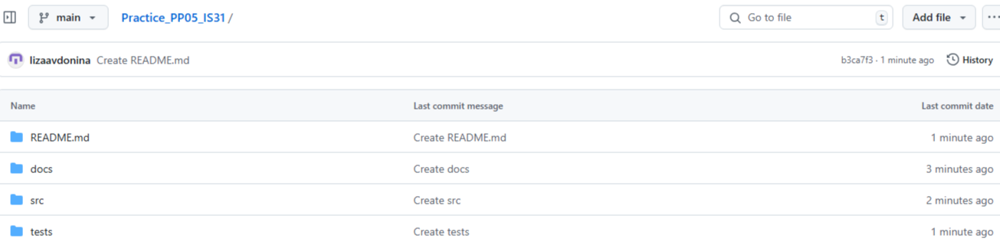 main Practice_PP05_IS31 / Go to file t Add file ...
lizaavdonina Create README.md b3ca7f3 · 1 minute ago History
Name Last commit message Last commit date
README.md Create README.md 1 minute ago
docs Create docs 3 minutes ago
src Create src 2 minutes ago
tests Create tests 1 minute ago